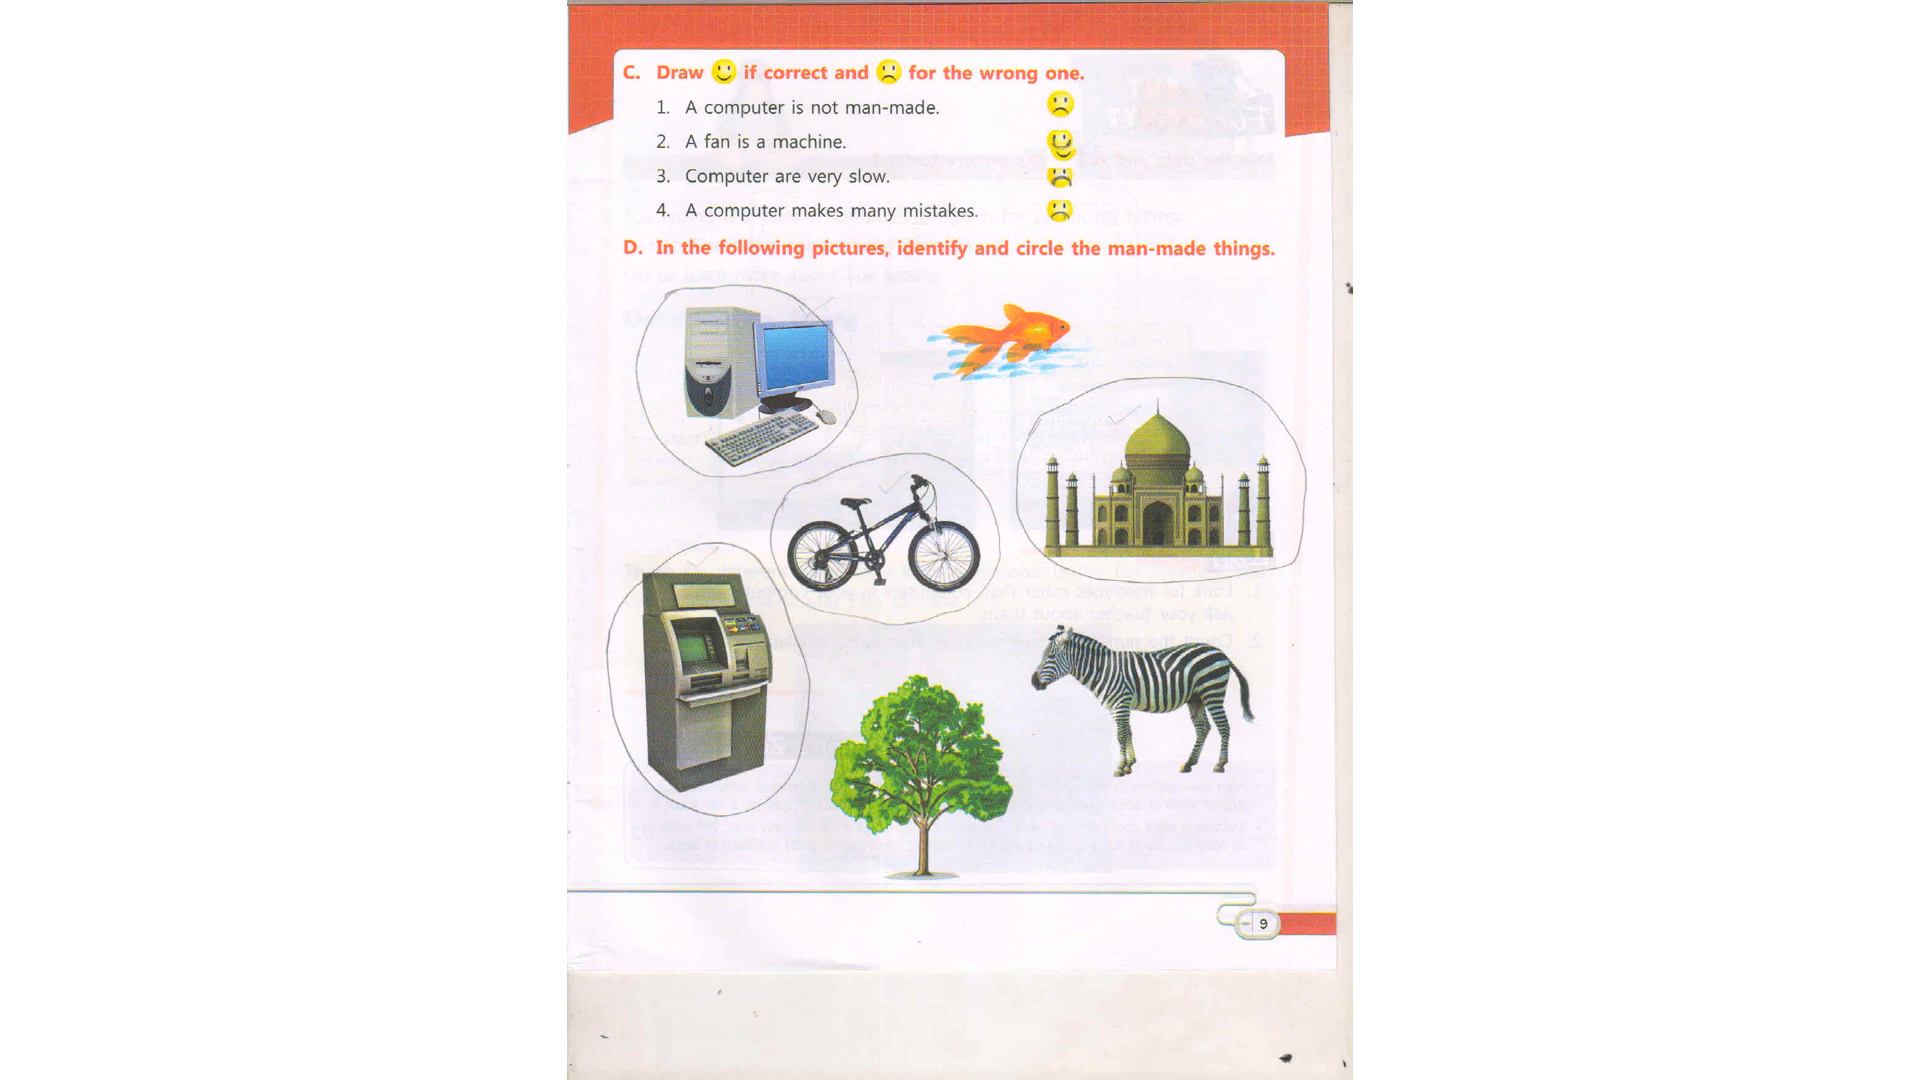 C. Draw if correct and for the wrong one.
1. A computer is not man-made.
2. A fan is a machine.
3. Computer are very slow.
4. A computer makes many mistakes.
D. In the following pictures, identify and circle the man-made things.
9